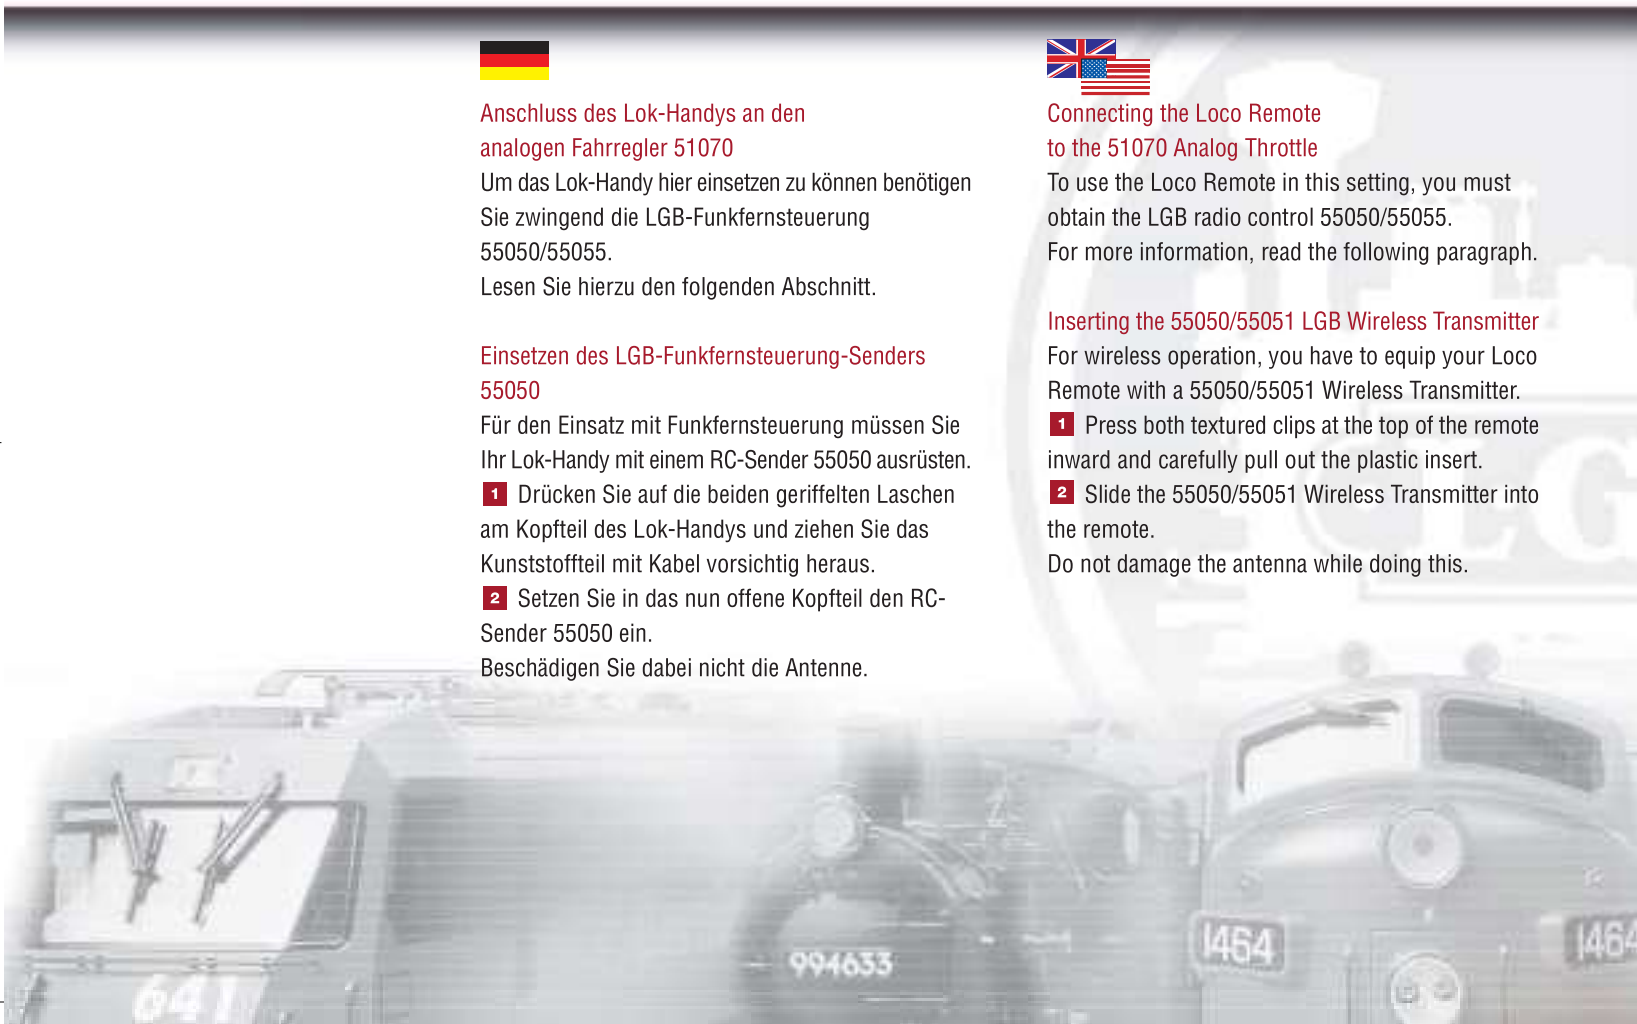 Anschluss des Lok-Handys an den
analogen Fahrregler 51070
Um das Lok-Handy hier einsetzen zu können benötigen
Sie zwingend die LGB-Funkfernsteuerung
55050/55055.
Lesen Sie hierzu den folgenden Abschnitt.
Einsetzen des LGB-Funkfernsteuerung-Senders
55050
Für den Einsatz mit Funkfernsteuerung müssen Sie
Ihr Lok-Handy mit einem RC-Sender 55050 ausrüsten.
1 Drücken Sie auf die beiden geriffelten Laschen
am Kopfteil des Lok-Handys und ziehen Sie das
Kunststoffteil mit Kabel vorsichtig heraus.
2 Setzen Sie in das nun offene Kopfteil den RC-
Sender 55050 ein.
Beschädigen Sie dabei nicht die Antenne.
Connecting the Loco Remote
to the 51070 Analog Throttle
To use the Loco Remote in this setting, you must
obtain the LGB radio control 55050/55055.
For more information, read the following paragraph.
Inserting the 55050/55051 LGB Wireless Transmitter
For wireless operation, you have to equip your Loco
Remote with a 55050/55051 Wireless Transmitter.
1 Press both textured clips at the top of the remote
inward and carefully pull out the plastic insert.
2 Slide the 55050/55051 Wireless Transmitter into
the remote.
Do not damage the antenna while doing this.
LG
641
994633
1464
1464